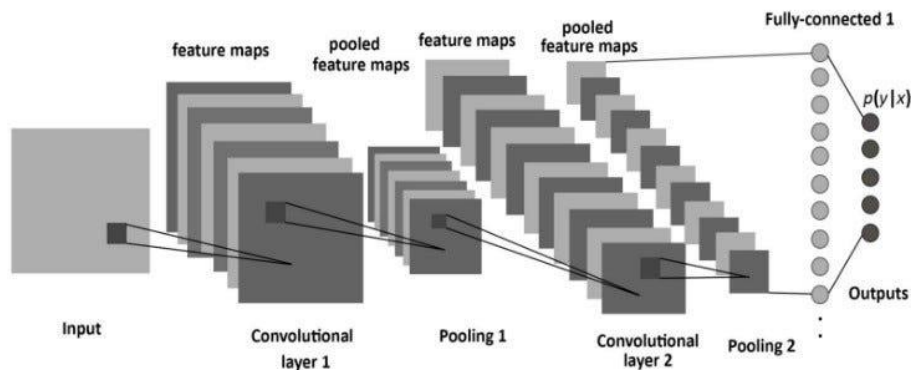 Fully-connected 1
feature maps
pooled
feature maps
feature maps
pooled
feature maps
p(y|x)
Input
Convolutional
layer 1
Pooling 1
Convolutional
layer 2
Pooling 2
Outputs